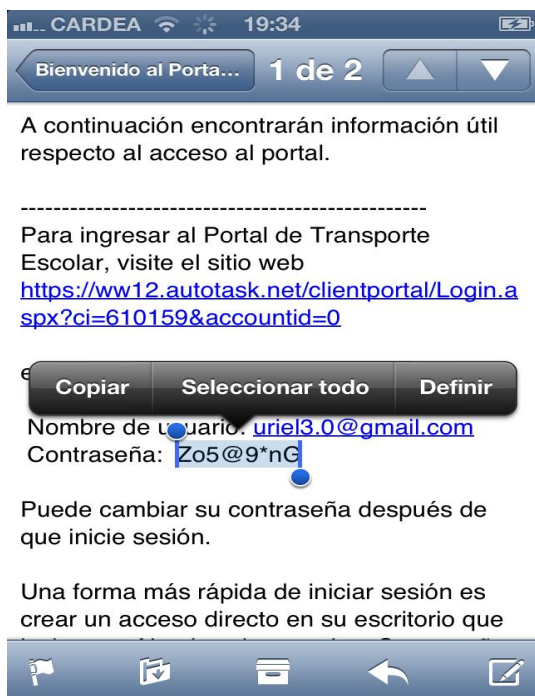 CARDEA 19:34
Bienvenido al Porta... 1 de 2
A continuación encontrarán información útil
respecto al acceso al portal.
--------------------------------------------------
Para ingresar al Portal de Transporte
Escolar, visite el sitio web
https://ww12.autotask.net/clientportal/Login.a
spx?ci=610159&accountid=0
Copiar Seleccionar todo Definir
Nombre de usuario: uriel3.0@gmail.com
Contraseña: Zo5@9*nG
Puede cambiar su contraseña después de
que inicie sesión.
Una forma más rápida de iniciar sesión es
crear un acceso directo en su escritorio que